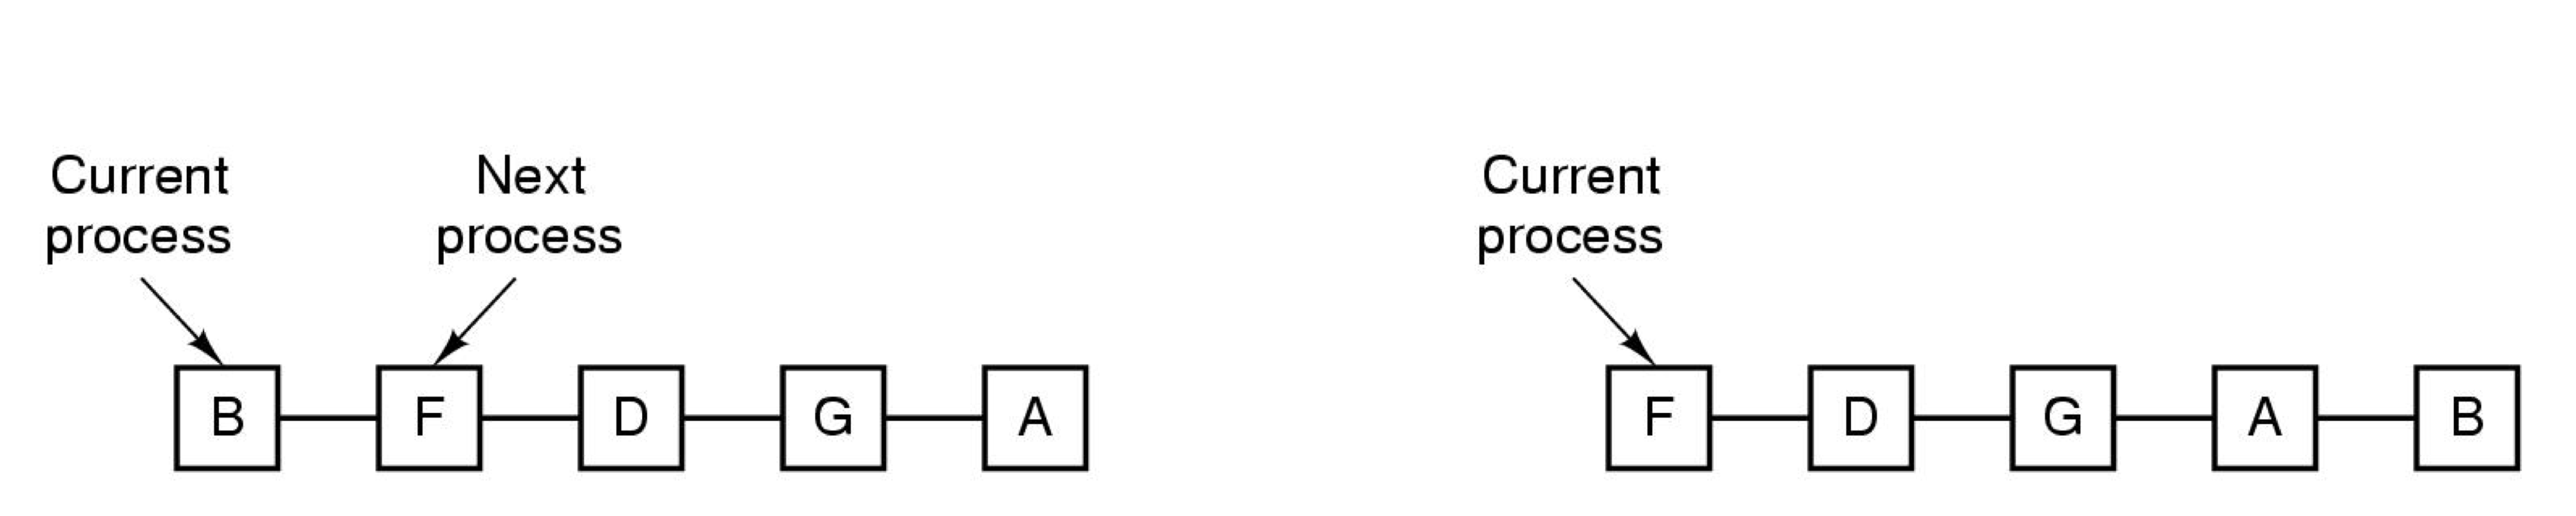 Current
process
Next
process
B F D G A
Current
process
F D G A B